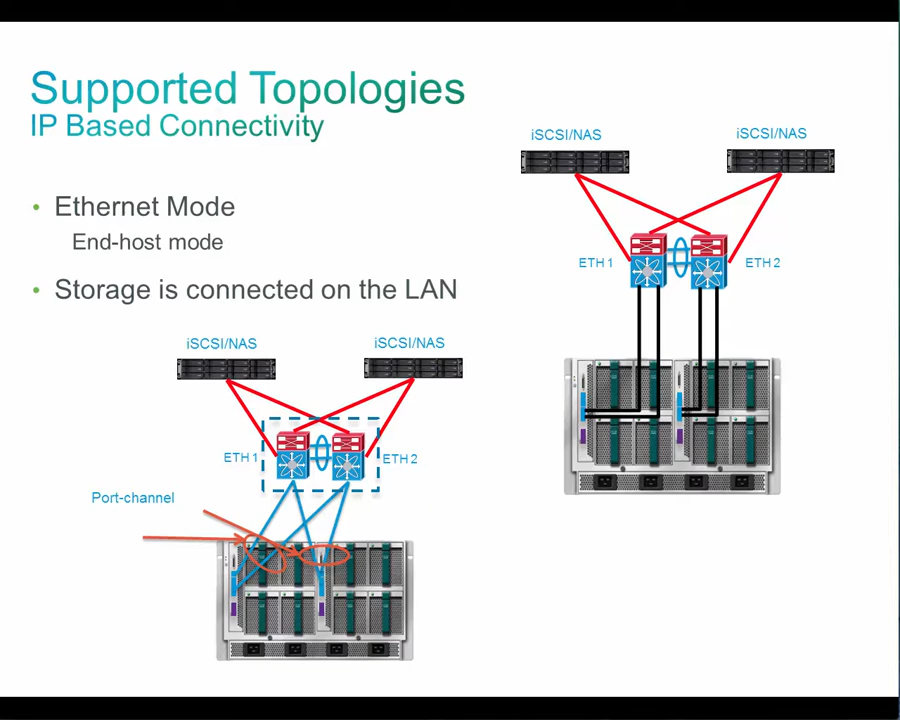 Supported Topologies
IP Based Connectivity
• Ethernet Mode
End-host mode
• Storage is connected on the LAN
iSCSI/NAS
iSCSI/NAS
ETH 1
ETH 2
Port-channel
iSCSI/NAS
iSCSI/NAS
ETH 1
ETH 2